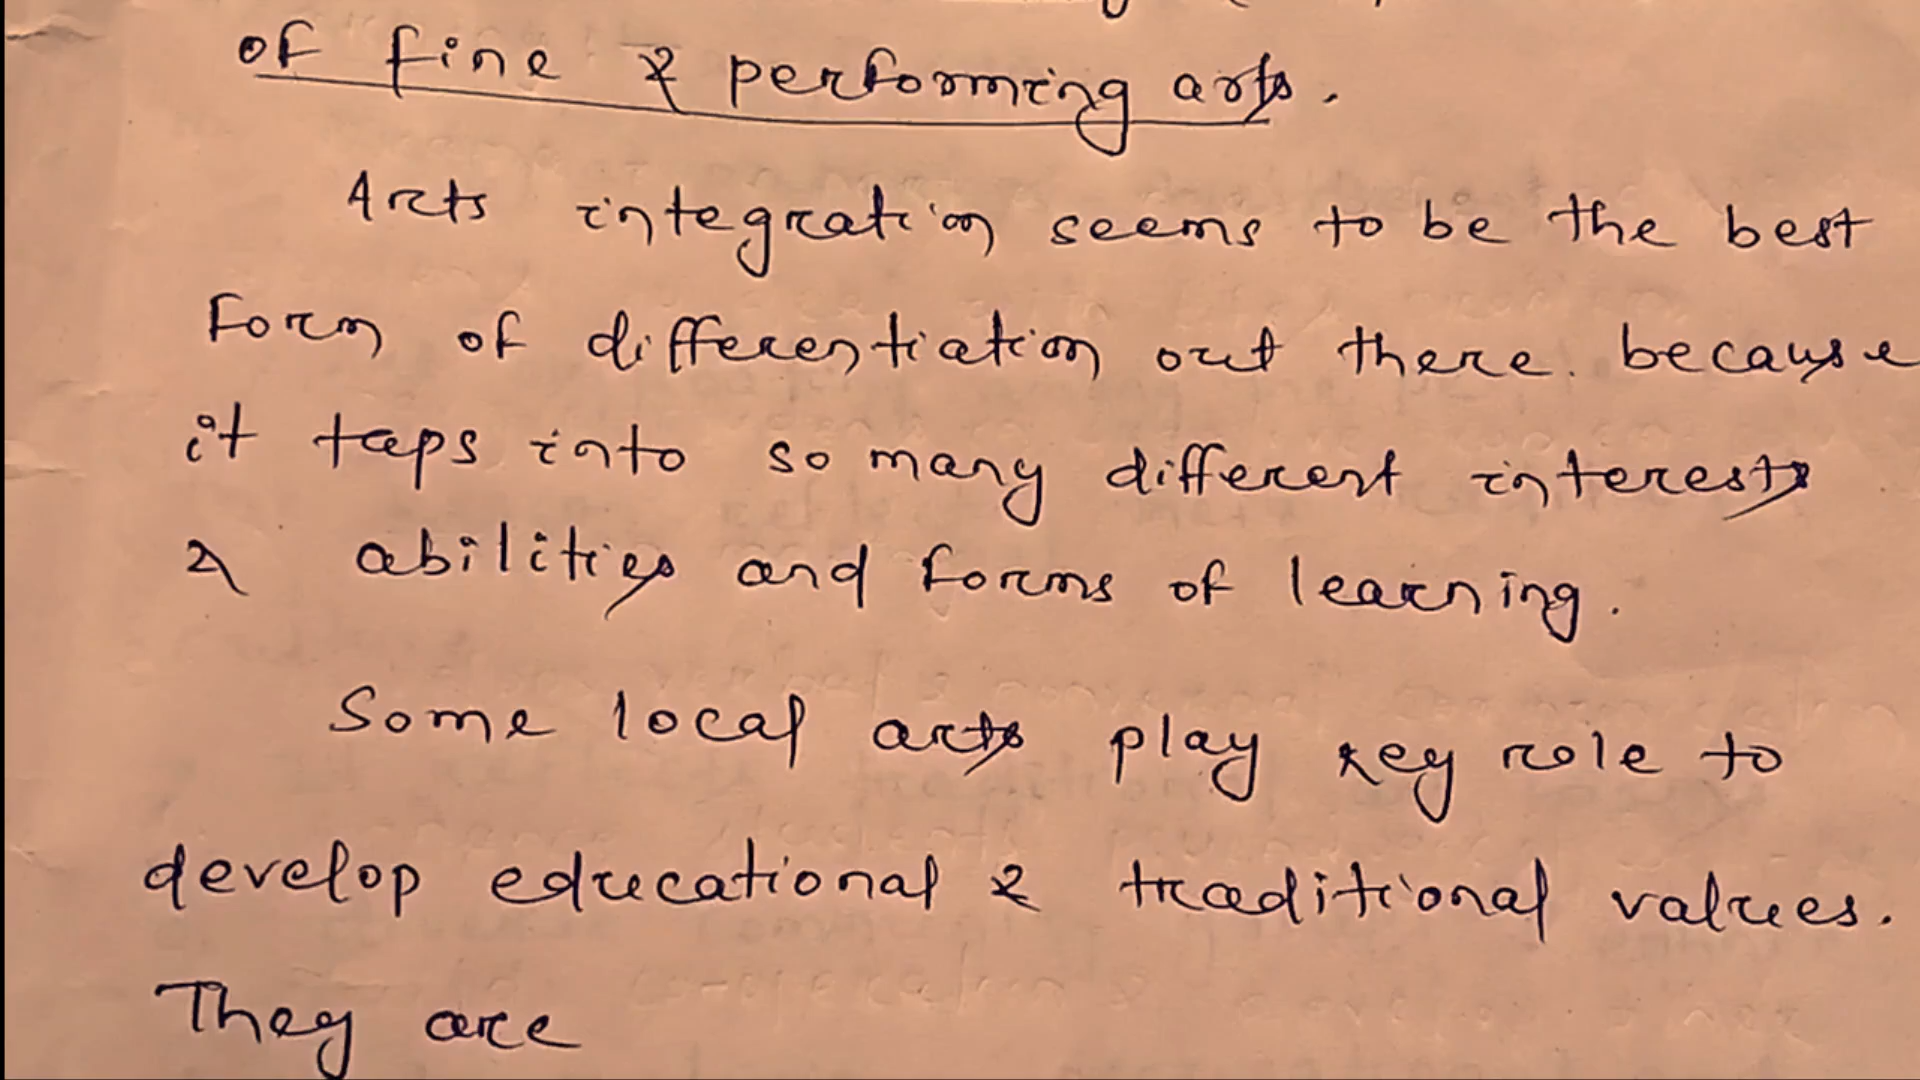 of fine & performing arts.
Arts integration seems to be the best
form of differentiation out there. because
it taps into so many different interests
& abilities and forms of learning.
Some local arts play key role to
develop educational & traditional values.
They are